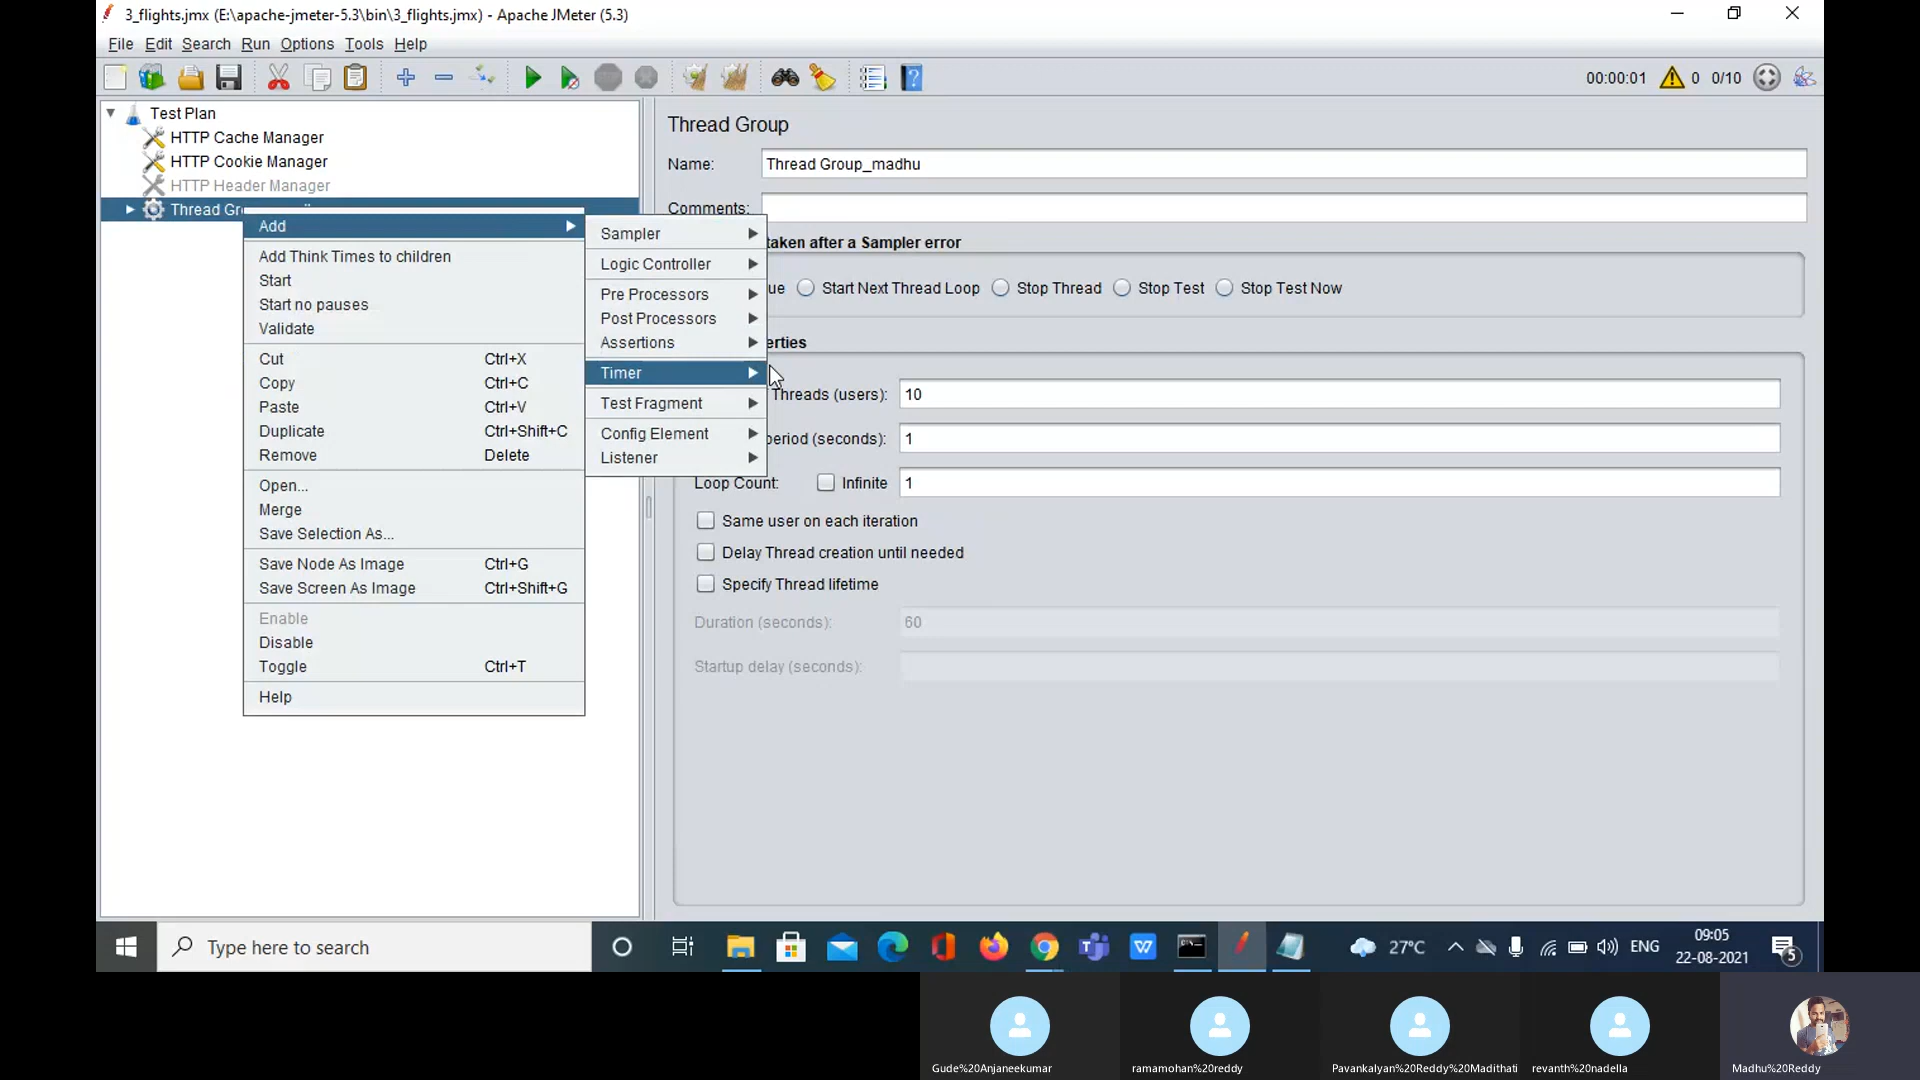 3_flights.jmx (E:\apache-jmeter-5.3\bin\3_flights.jmx) - Apache JMeter (5.3)
File Edit Search Run Options Tools Help
00:00:01 0 0/10
Test Plan
HTTP Cache Manager
HTTP Cookie Manager
HTTP Header Manager
Thread Gr
Add
Add Think Times to children
Start
Start no pauses
Validate
Cut Ctrl+X
Copy Ctrl+C
Paste Ctrl+V
Duplicate Ctrl+Shift+C
Remove Delete
Open...
Merge
Save Selection As...
Save Node As Image Ctrl+G
Save Screen As Image Ctrl+Shift+G
Enable
Disable
Toggle Ctrl+T
Help
Sampler
Logic Controller
Pre Processors
Post Processors
Assertions
Timer
Test Fragment
Config Element
Listener
Thread Group
Name: Thread Group_madhu
Comments:
taken after a Sampler error
ue Start Next Thread Loop Stop Thread Stop Test Stop Test Now
erties
Threads (users): 10
period (seconds): 1
Loop Count: Infinite 1
Same user on each iteration
Delay Thread creation until needed
Specify Thread lifetime
Duration (seconds): 60
Startup delay (seconds):
Type here to search
27°C ENG
09:05
22-08-2021
5
Gude%20Anjaneekumar
ramamohan%20reddy
Pavankalyan%20Reddy%20Madithati
revanth%20nadella
Madhu%20Reddy